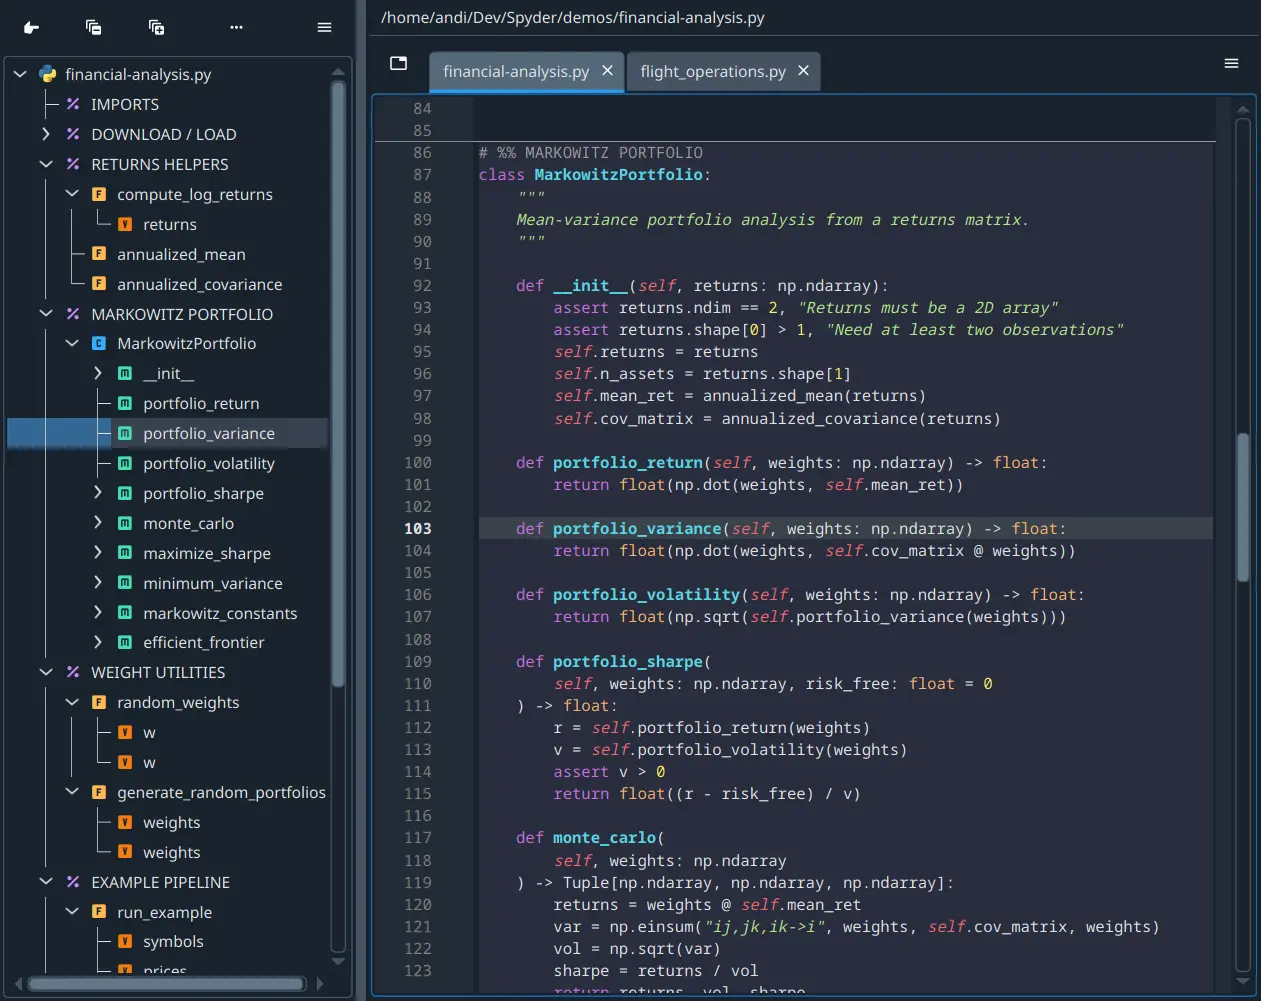 /home/andi/Dev/Spyder/demos/financial-analysis.py
financial-analysis.py
IMPORTS
DOWNLOAD / LOAD
RETURNS HELPERS
compute_log_returns
returns
annualized_mean
annualized_covariance
MARKOWITZ PORTFOLIO
MarkowitzPortfolio
__init__
portfolio_return
portfolio_variance
portfolio_volatility
portfolio_sharpe
monte_carlo
maximize_sharpe
minimum_variance
markowitz_constants
efficient_frontier
WEIGHT UTILITIES
random_weights
w
w
generate_random_portfolios
weights
weights
EXAMPLE PIPELINE
run_example
symbols
prices
financial-analysis.py flight_operations.py
84
85
86 # %% MARKOWITZ PORTFOLIO
87 class MarkowitzPortfolio:
88     """
89     Mean-variance portfolio analysis from a returns matrix.
90     """
91
92     def __init__(self, returns: np.ndarray):
93         assert returns.ndim == 2, "Returns must be a 2D array"
94         assert returns.shape[0] > 1, "Need at least two observations"
95         self.returns = returns
96         self.n_assets = returns.shape[1]
97         self.mean_ret = annualized_mean(returns)
98         self.cov_matrix = annualized_covariance(returns)
99
100     def portfolio_return(self, weights: np.ndarray) -> float:
101         return float(np.dot(weights, self.mean_ret))
102
103     def portfolio_variance(self, weights: np.ndarray) -> float:
104         return float(np.dot(weights, self.cov_matrix @ weights))
105
106     def portfolio_volatility(self, weights: np.ndarray) -> float:
107         return float(np.sqrt(self.portfolio_variance(weights)))
108
109     def portfolio_sharpe(
110         self, weights: np.ndarray, risk_free: float = 0
111     ) -> float:
112         r = self.portfolio_return(weights)
113         v = self.portfolio_volatility(weights)
114         assert v > 0
115         return float((r - risk_free) / v)
116
117     def monte_carlo(
118         self, weights: np.ndarray
119     ) -> Tuple[np.ndarray, np.ndarray, np.ndarray]:
120         returns = weights @ self.mean_ret
121         var = np.einsum("ij,jk,ik->i", weights, self.cov_matrix, weights)
122         vol = np.sqrt(var)
123         sharpe = returns / vol
return returns, vol, sharpe